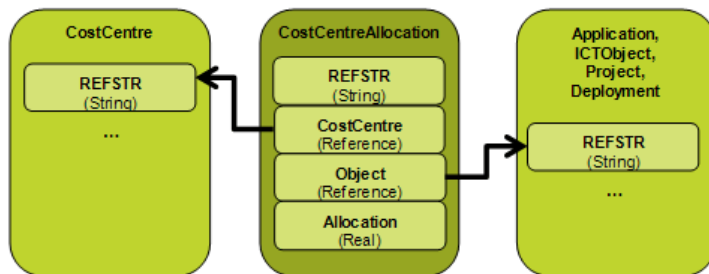 CostCentre
REFSTR
(String)
...
CostCentreAllocation
REFSTR
(String)
CostCentre
(Reference)
Object
(Reference)
Allocation
(Real)
Application,
ICTObject,
Project,
Deployment
REFSTR
(String)
...